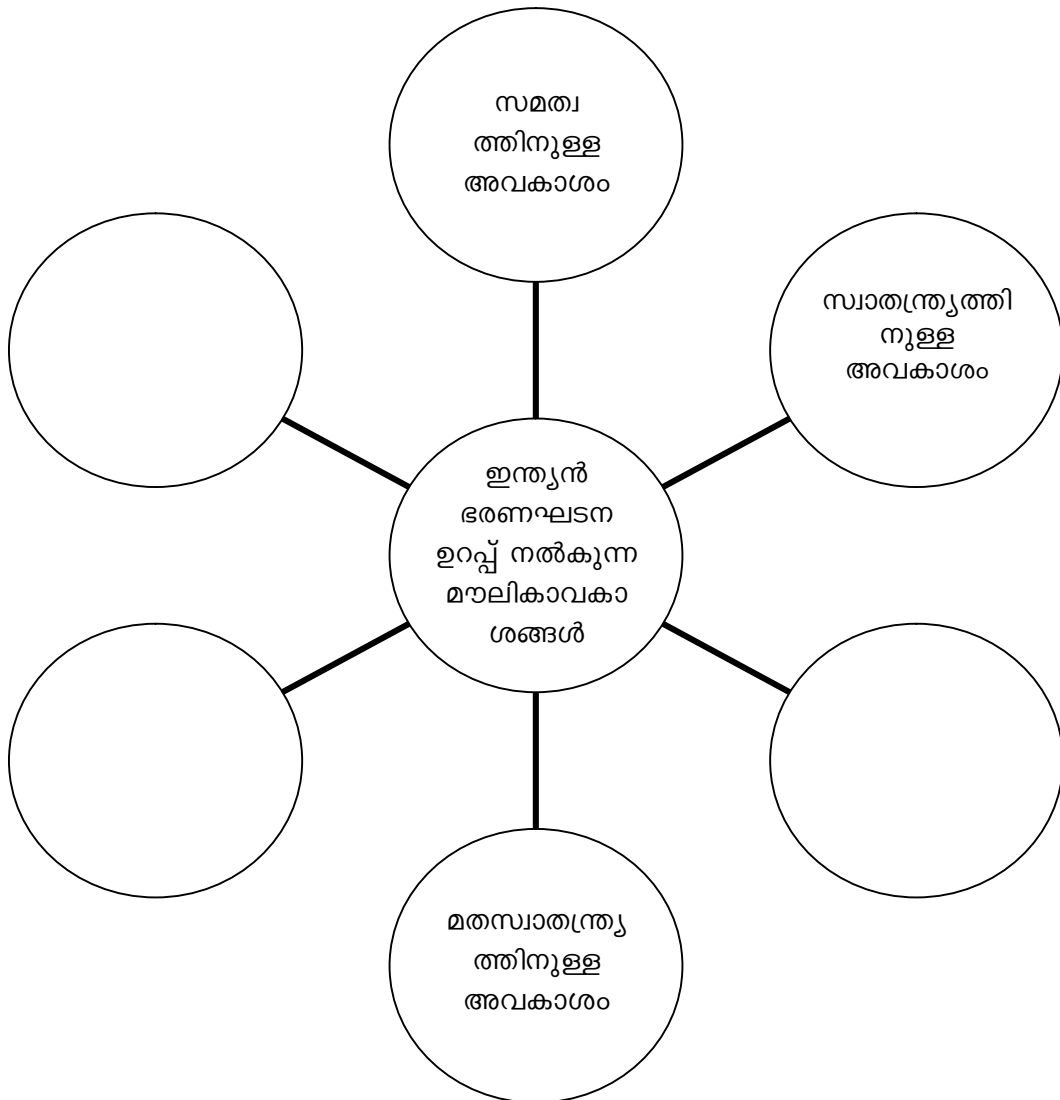 സമത്വ
ത്തിനുള്ള
അവകാശം
സ്വാതന്ത്ര്യത്തി
നുള്ള
അവകാശം
ഇന്ത്യൻ
ഭരണഘടന
ഉറപ്പ് നൽകുന്ന
മൗലികാവകാ
ശങ്ങൾ
മതസ്വാതന്ത്ര്യ
ത്തിനുള്ള
അവകാശം